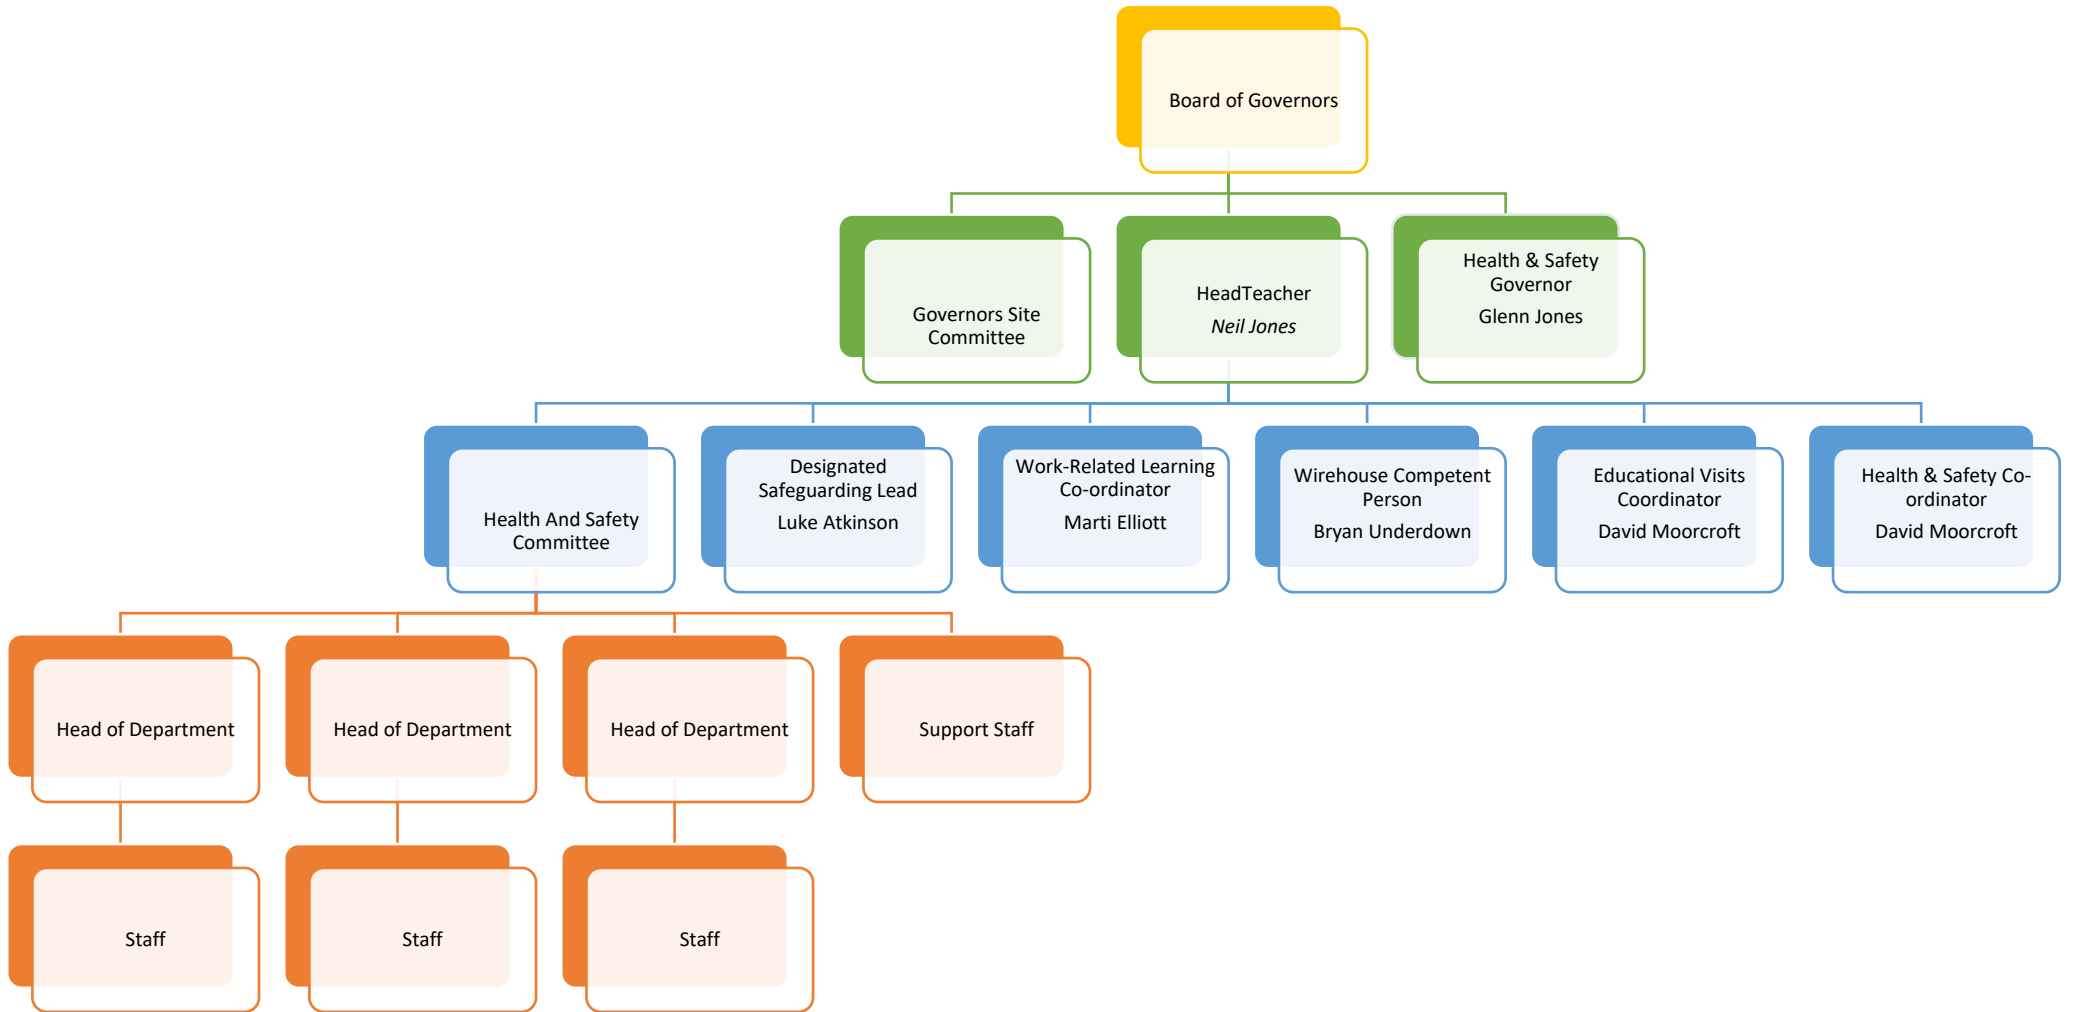 Board of Governors
Governors Site
Committee
HeadTeacher
Neil Jones
Health & Safety
Governor
Glenn Jones
Health And Safety
Committee
Designated
Safeguarding Lead
Luke Atkinson
Work-Related Learning
Co-ordinator
Marti Elliott
Wirehouse Competent
Person
Bryan Underdown
Educational Visits
Coordinator
David Moorcroft
Health & Safety Co-
ordinator
David Moorcroft
Head of Department
Head of Department
Head of Department
Support Staff
Staff
Staff
Staff